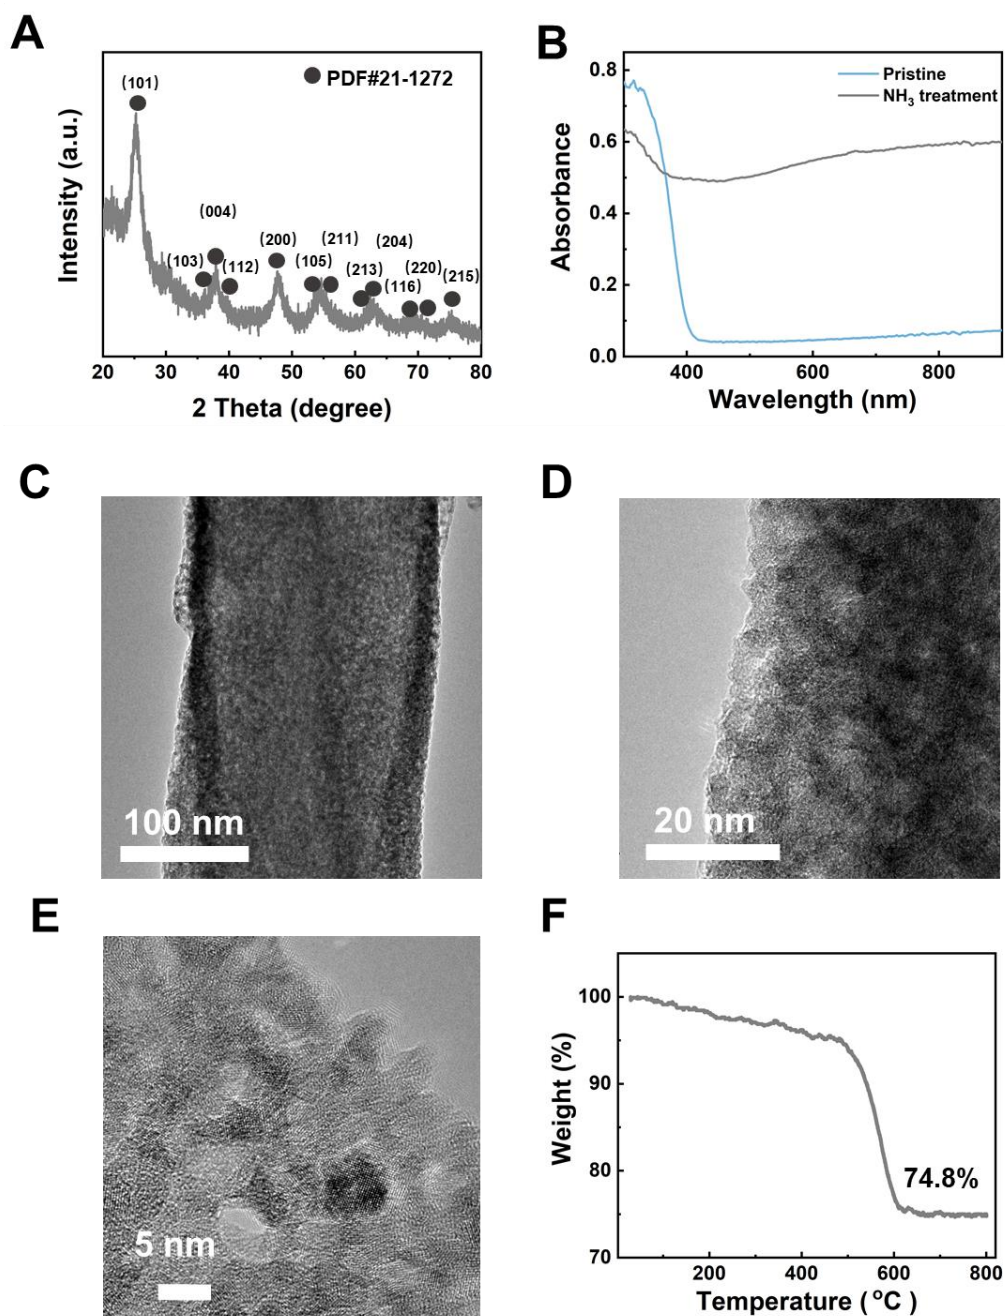 A
PDF#21-1272
(101)
(004)
(103)
(112)
(200)
(105)
(211)
(213)
(204)
(116)
(220)
(215)
Intensity (a.u.)
20 30 40 50 60 70 80
2 Theta (degree)
B
Pristine
NH₃ treatment
0.8
0.6
0.4
0.2
0.0
Absorbance
400 600 800
Wavelength (nm)
C
100 nm
D
20 nm
E
5 nm
F
100
90
80
70
Weight (%)
74.8%
200 400 600 800
Temperature ( °C)